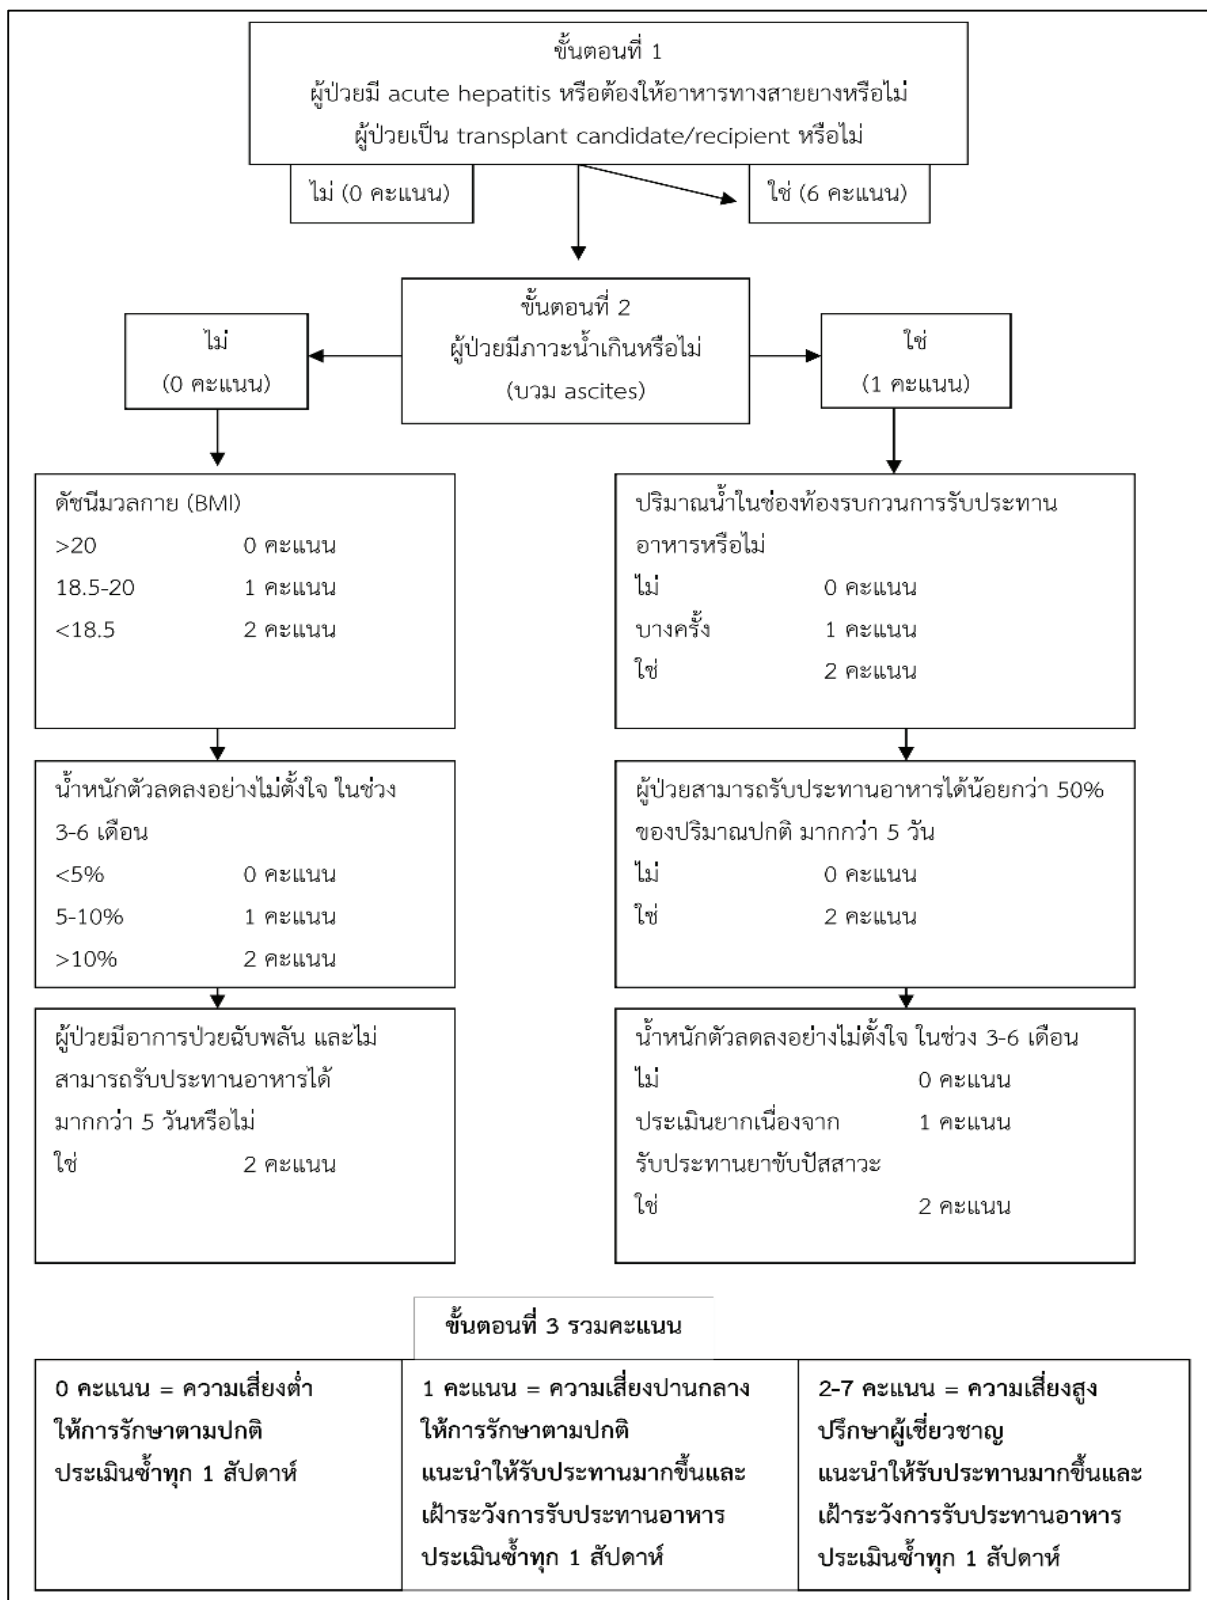 ขั้นตอนที่ 1
ผู้ป่วยมี acute hepatitis หรือต้องให้อาหารทางสายยางหรือไม่
ผู้ป่วยเป็น transplant candidate/recipient หรือไม่
ไม่ (0 คะแนน)
ใช่ (6 คะแนน)
ขั้นตอนที่ 2
ผู้ป่วยมีภาวะน้ำเกินหรือไม่
(บวม ascites)
ไม่
(0 คะแนน)
ใช่
(1 คะแนน)
ดัชนีมวลกาย (BMI)
>20 0 คะแนน
18.5-20 1 คะแนน
<18.5 2 คะแนน
น้ำหนักตัวลดลงอย่างไม่ตั้งใจ ในช่วง
3-6 เดือน
<5% 0 คะแนน
5-10% 1 คะแนน
>10% 2 คะแนน
ผู้ป่วยมีอาการป่วยฉับพลัน และไม่
สามารถรับประทานอาหารได้
มากกว่า 5 วันหรือไม่
ใช่ 2 คะแนน
ปริมาณน้ำในช่องท้องรบกวนการรับประทาน
อาหารหรือไม่
ไม่ 0 คะแนน
บางครั้ง 1 คะแนน
ใช่ 2 คะแนน
ผู้ป่วยสามารถรับประทานอาหารได้น้อยกว่า 50%
ของปริมาณปกติ มากกว่า 5 วัน
ไม่ 0 คะแนน
ใช่ 2 คะแนน
น้ำหนักตัวลดลงอย่างไม่ตั้งใจ ในช่วง 3-6 เดือน
ไม่ 0 คะแนน
ประเมินยากเนื่องจาก 1 คะแนน
รับประทานยาขับปัสสาวะ
ใช่ 2 คะแนน
ขั้นตอนที่ 3 รวมคะแนน
0 คะแนน = ความเสี่ยงต่ำ
ให้การรักษาตามปกติ
ประเมินซ้ำทุก 1 สัปดาห์
1 คะแนน = ความเสี่ยงปานกลาง
ให้การรักษาตามปกติ
แนะนำให้รับประทานมากขึ้นและ
เฝ้าระวังการรับประทานอาหาร
ประเมินซ้ำทุก 1 สัปดาห์
2-7 คะแนน = ความเสี่ยงสูง
ปรึกษาผู้เชี่ยวชาญ
แนะนำให้รับประทานมากขึ้นและ
เฝ้าระวังการรับประทานอาหาร
ประเมินซ้ำทุก 1 สัปดาห์